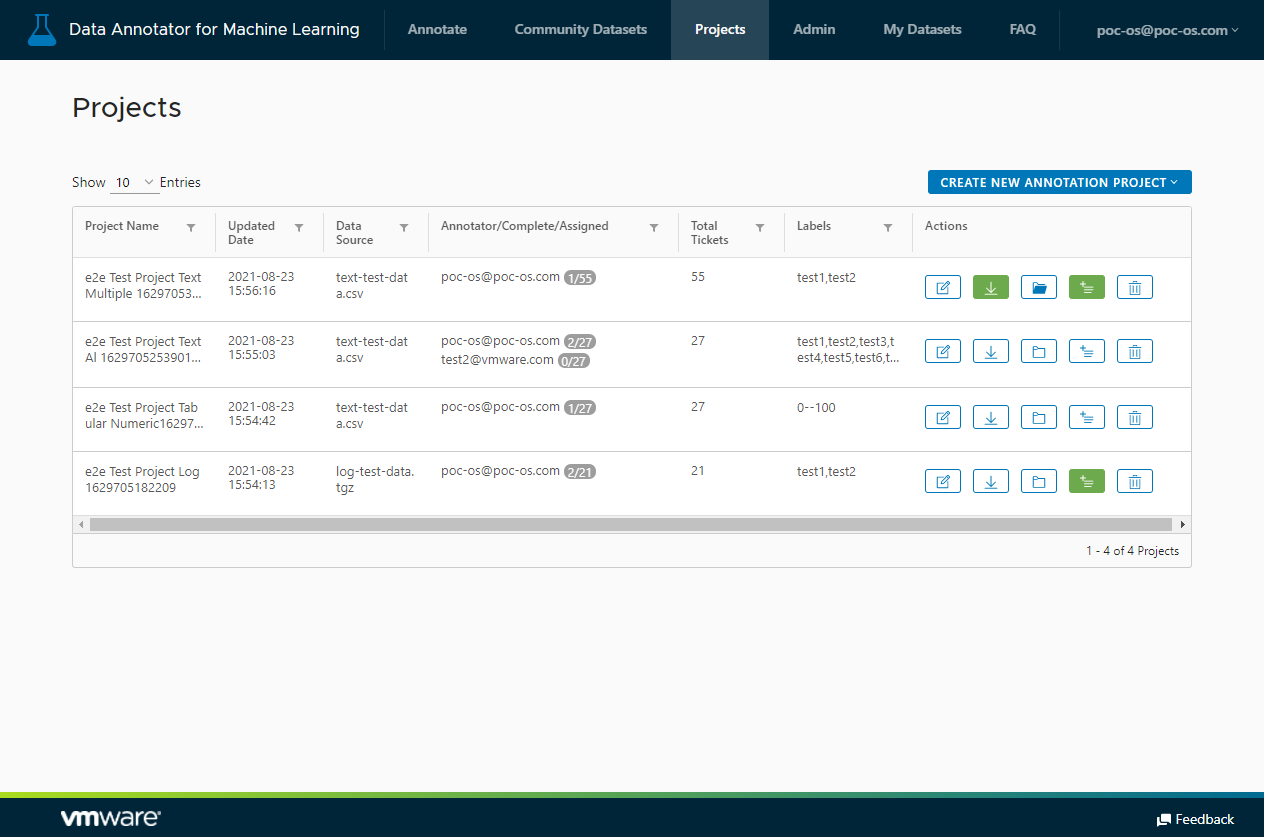 Data Annotator for Machine Learning Annotate Community Datasets Projects Admin My Datasets FAQ poc-os@poc-os.com
Projects
Show 10 Entries CREATE NEW ANNOTATION PROJECT
Project Name Updated Data Annotator/Complete/Assigned Total Labels Actions
Date Source Tickets
e2e Test Project Text 2021-08-23 text-test-dat poc-os@poc-os.com 1/55 55 test1,test2
Multiple 16297053... 15:56:16 a.csv
e2e Test Project Text 2021-08-23 text-test-dat poc-os@poc-os.com 2/27 27 test1,test2,test3,t
Al 1629705253901... 15:55:03 a.csv test2@vmware.com 0/27 est4,test5,test6,t...
e2e Test Project Tab 2021-08-23 text-test-dat poc-os@poc-os.com 1/27 27 0--100
ular Numeric16297... 15:54:42 a.csv
e2e Test Project Log 2021-08-23 log-test-data. poc-os@poc-os.com 2/21 21 test1,test2
1629705182209 15:54:13 tgz
1 - 4 of 4 Projects
vmware Feedback